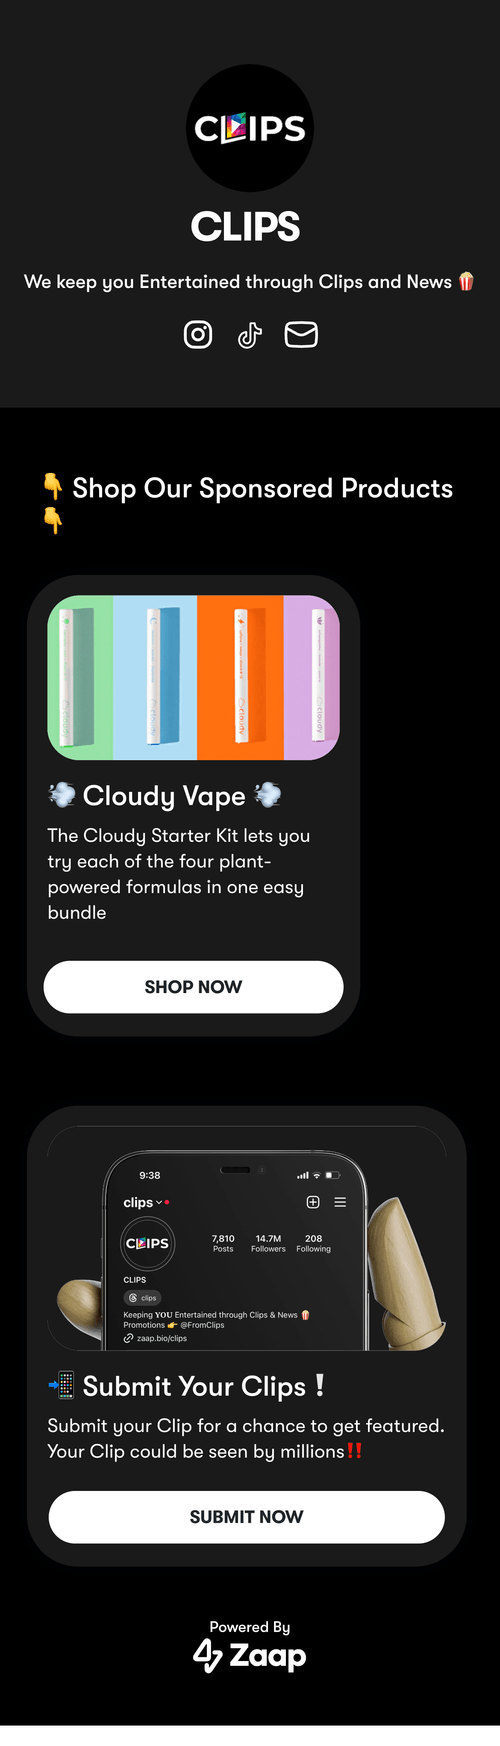 CLIPS
CLIPS
We keep you Entertained through Clips and News 🍿
👇 Shop Our Sponsored Products
👇
cloudy
cloudy
cloudy
cloudy
💨 Cloudy Vape 💨
The Cloudy Starter Kit lets you
try each of the four plant-
powered formulas in one easy
bundle
SHOP NOW
9:38
clips
CLIPS
7,810 14.7M 208
Posts Followers Following
CLIPS
clips
Keeping 𝐘𝐎𝐔 Entertained through Clips & News 🍿
Promotions 👉 @FromClips
zaap.bio/clips
📲 Submit Your Clips ❕
Submit your Clip for a chance to get featured.
Your Clip could be seen by millions‼️
SUBMIT NOW
Powered By
Zaap